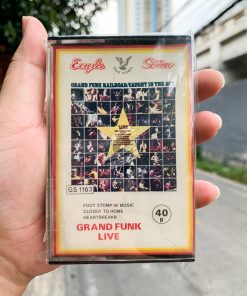 Eagle
Stereo
GRAND FUNK RAILROAD/CAUGHT IN THE ACT
GS 1163
FOOT STOMPIN MUSIC
CLOSER TO HOME
HEARTBREAKER
GRAND FUNK
LIVE
40